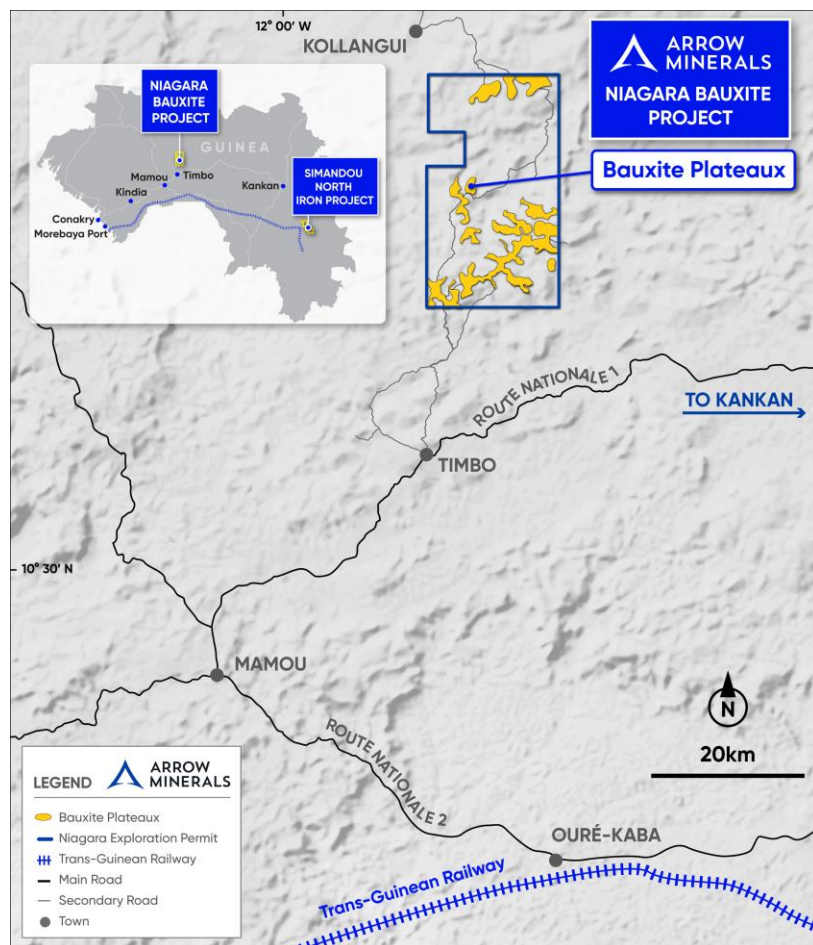 12° 00' W
KOLLANGUI
ARROW
MINERALS
NIAGARA BAUXITE
PROJECT
Bauxite Plateaux
NIAGARA
BAUXITE
PROJECT
GUINEA
SIMANDOU
NORTH
IRON PROJECT
Mamou
Timbo
Kankan
Kindia
Conakry
Morebaya Port
ROUTE NATIONALE 1
TO KANKAN
TIMBO
10° 30' N
MAMOU
ROUTE NATIONALE 2
N
20km
OURÉ-KABA
Trans-Guinean Railway
LEGEND
ARROW
MINERALS
Bauxite Plateaux
Niagara Exploration Permit
Trans-Guinean Railway
Main Road
Secondary Road
Town